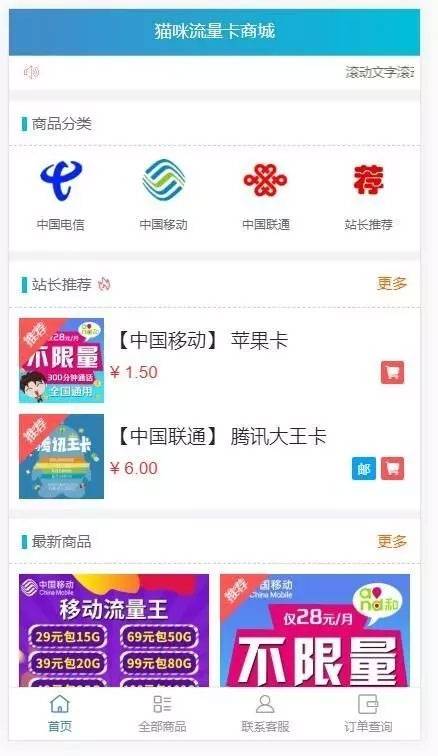 猫咪流量卡商城
滚动文字滚动
商品分类
中国电信
中国移动
中国联通
荐
站长推荐
站长推荐
更多
推荐
仅28元/月
不限量
300分钟通话
全国通用
【中国移动】 苹果卡
¥ 1.50
推荐
腾讯王卡
【中国联通】 腾讯大王卡
¥ 6.00
邮
最新商品
更多
中国移动
China Mobile
移动流量王
29元包15G
69元包50G
39元包20G
99元包80G
推荐
中国移动
China Mobile
and和
仅28元/月
不限量
首页
全部商品
联系客服
订单查询